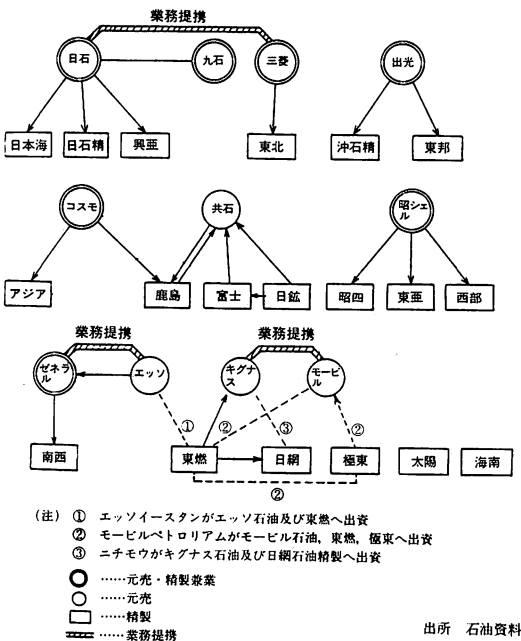 業務提携
日石
九石
三菱
出光
日本海
日石精
興亜
東北
沖石精
東邦
コスモ
共石
昭シェ
ル
アジア
鹿島
富士
日鉱
昭四
東亜
西部
業務提携
業務提携
ゼネラ
ル
エッソ
キグナ
ス
モービ
ル
①
②
③
②
南西
東燃
日網
極東
太陽
海南
②
(注) ① エッソイースタンがエッソ石油及び東燃へ出資
② モービルペトロリアムがモービル石油,東燃,極東へ出資
③ ニチモウがキグナス石油及び日網石油精製へ出資
……元売・精製兼業
……元売
……精製
……業務提携
出所 石油資料